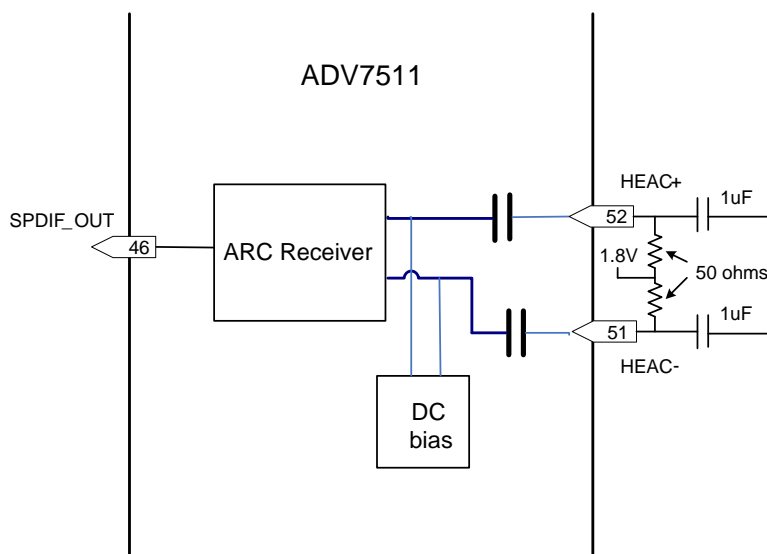 ADV7511
HEAC+
1uF
SPDIF_OUT
52
46
ARC Receiver
1.8V
50 ohms
1uF
51
HEAC-
DC
bias